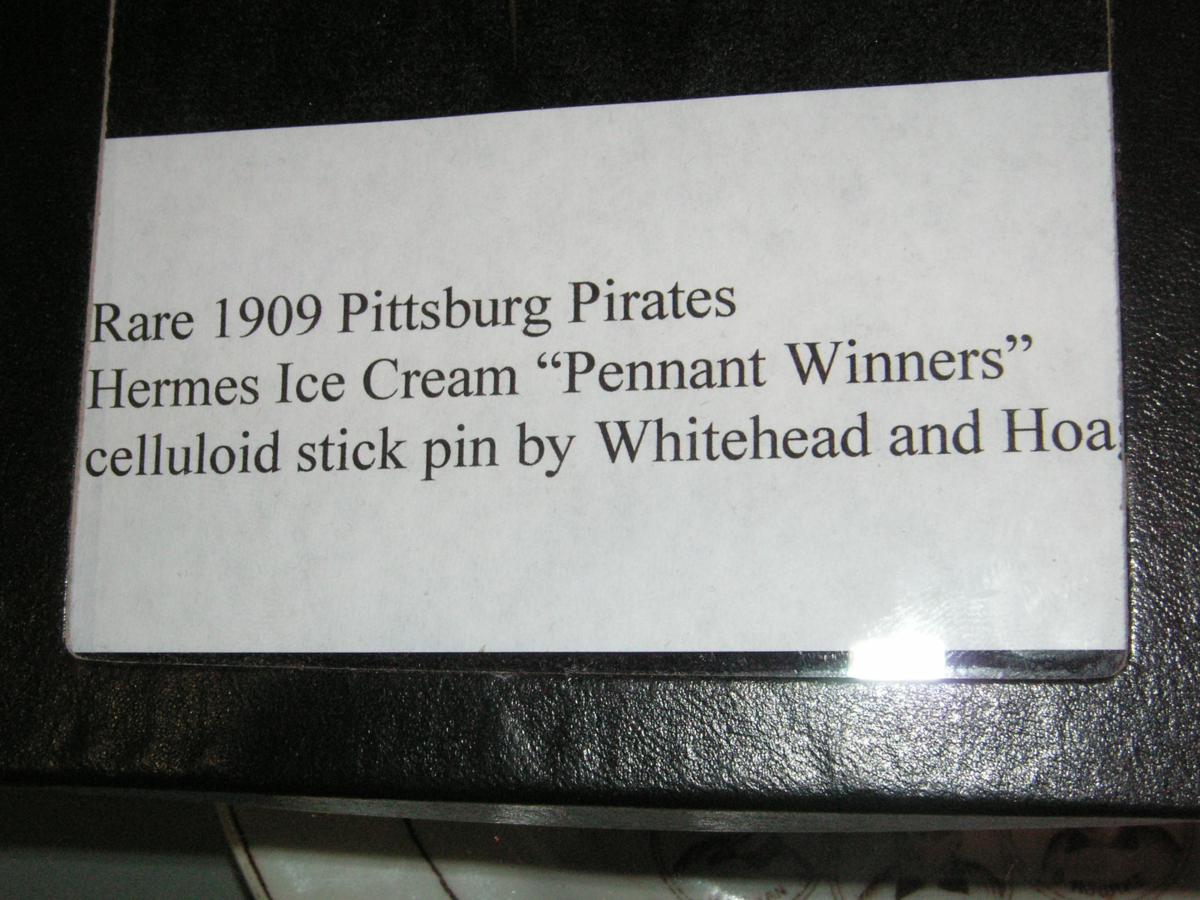 Rare 1909 Pittsburg Pirates
Hermes Ice Cream “Pennant Winners”
celluloid stick pin by Whitehead and Hoa